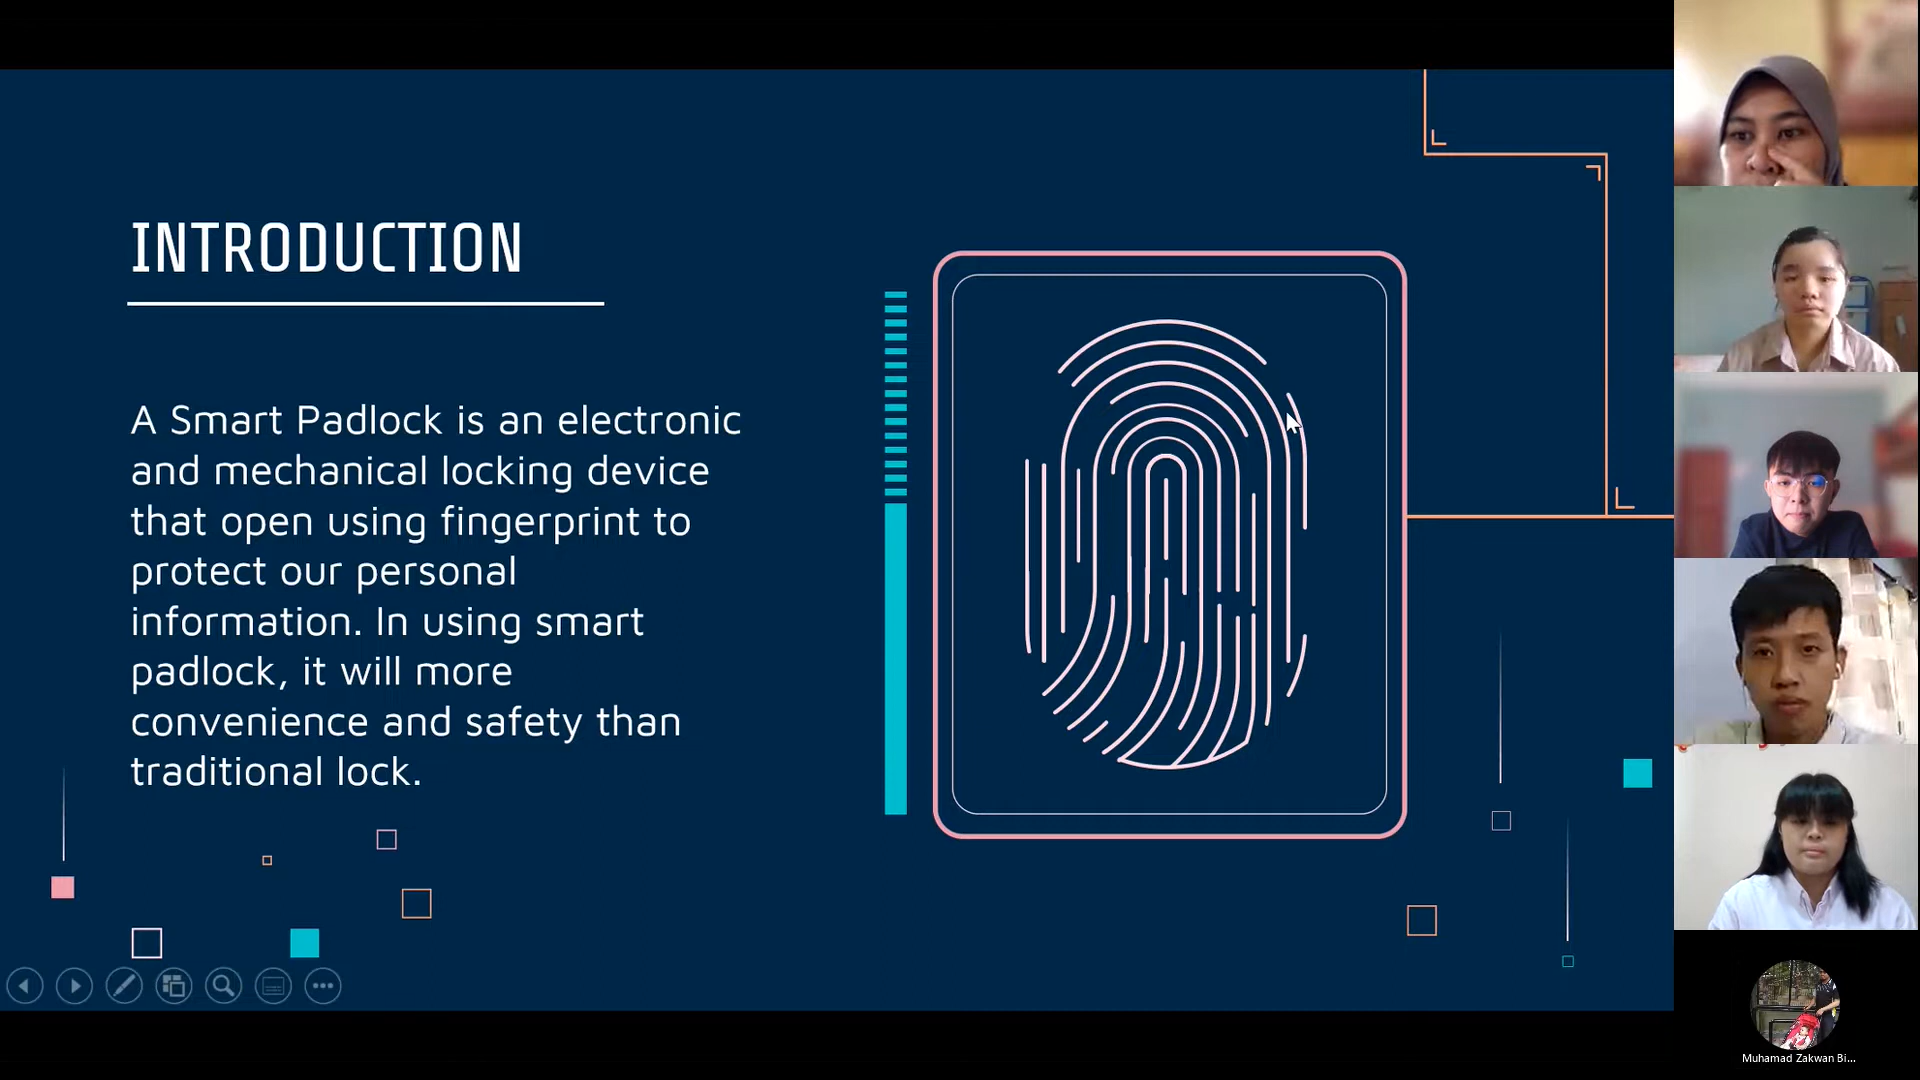 INTRODUCTION
A Smart Padlock is an electronic
and mechanical locking device
that open using fingerprint to
protect our personal
information. In using smart
padlock, it will more
convenience and safety than
traditional lock.
Muhamad Zakwan Bi...